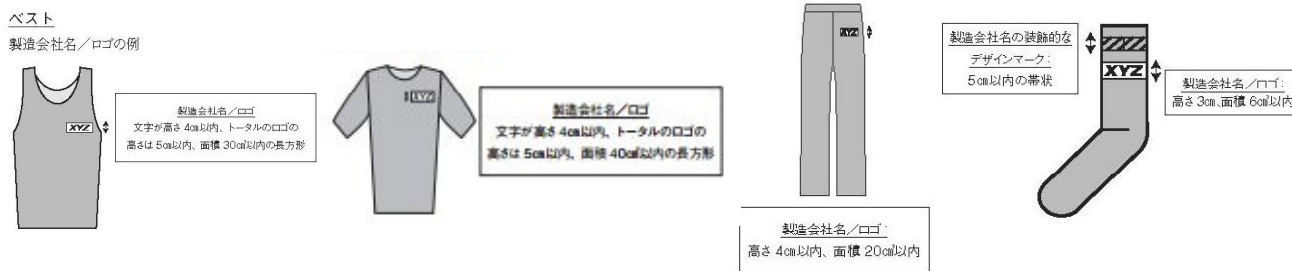 ベスト
製造会社名／ロゴの例
XYZ
製造会社名／ロゴ
文字が高さ 4cm以内、トータルのロゴの
高さは 5cm以内、面積 30c㎡以内の長方形
XYZ
製造会社名／ロゴ
文字が高さ 4cm以内、トータルのロゴの
高さは 5cm以内、面積 40c㎡以内の長方形
XYZ
製造会社名／ロゴ:
高さ 4cm以内、面積 20c㎡以内
製造会社名の装飾的な
デザインマーク:
5cm以内の帯状
XYZ
製造会社名／ロゴ:
高さ 3cm、面積 6c㎡以内